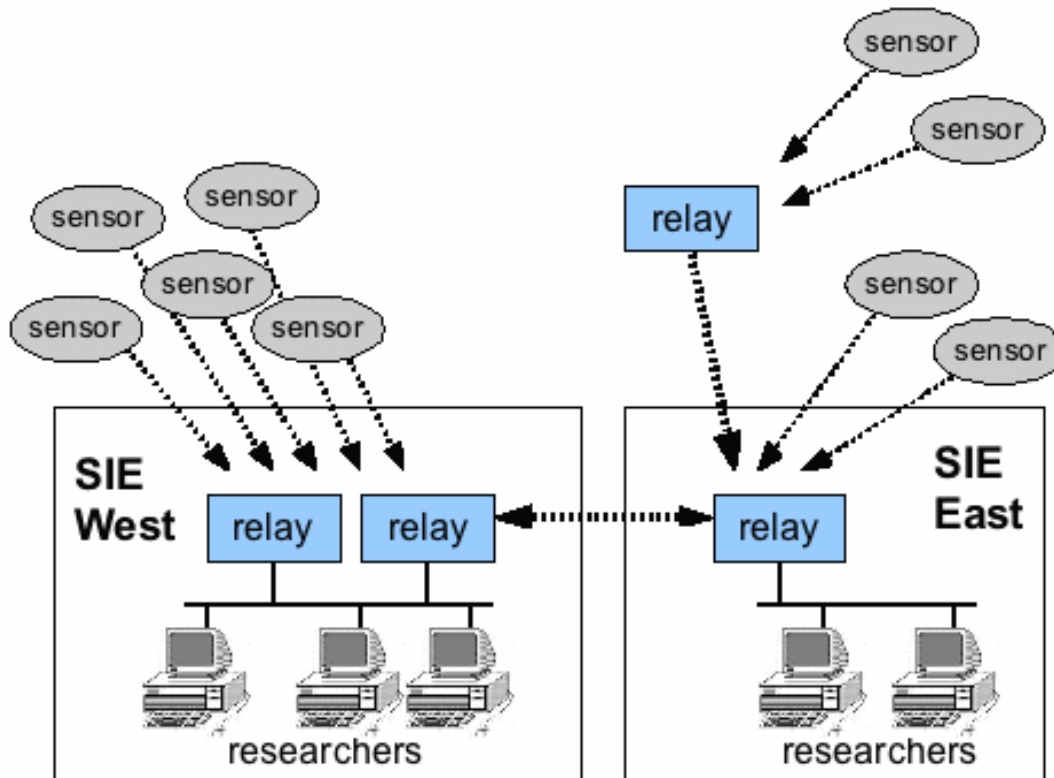 sensor
sensor
sensor
sensor
relay
sensor
sensor
sensor
sensor
sensor
SIE
West
SIE
East
relay
relay
relay
researchers
researchers